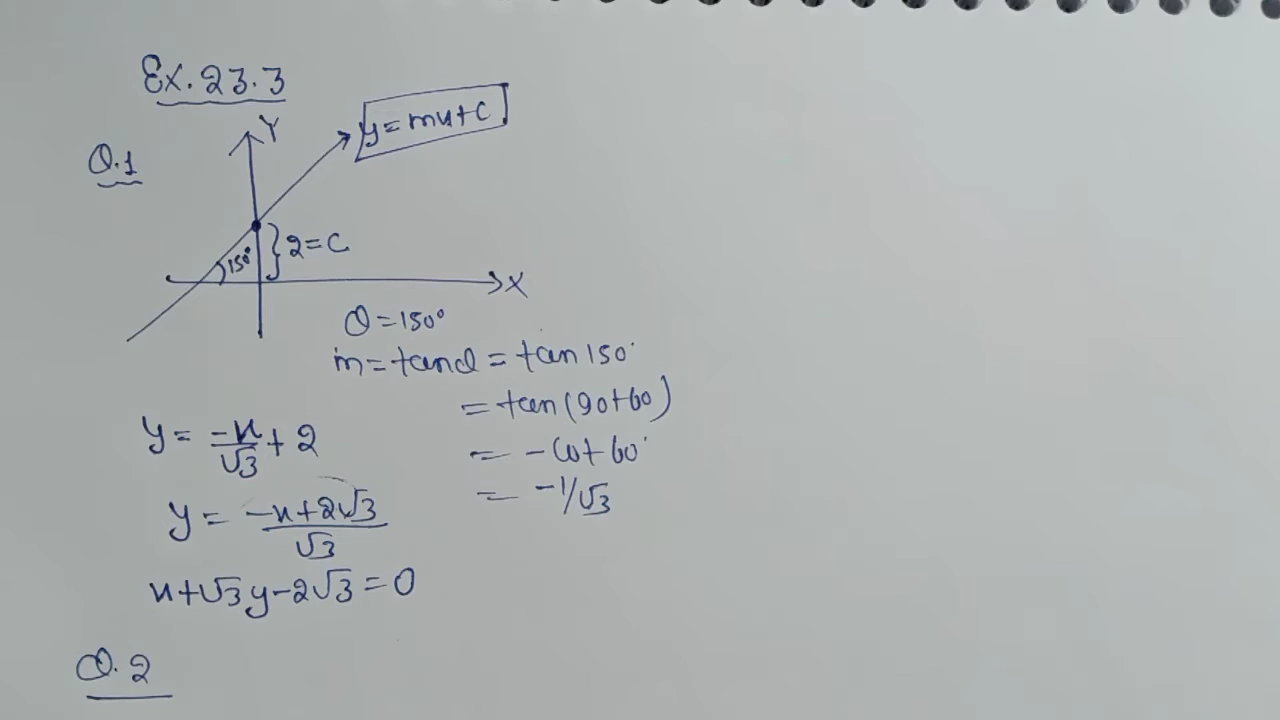 Ex. 23.3
Y
y = mx + c
Q.1
150°
2 = C
X
θ = 150°
m = tanθ = tan 150°
= tan (90+60)
y = -x/√3 + 2
= - cot 60°
y = -x+2√3/√3
= -1/√3
x+√3y-2√3 = 0
Q.2